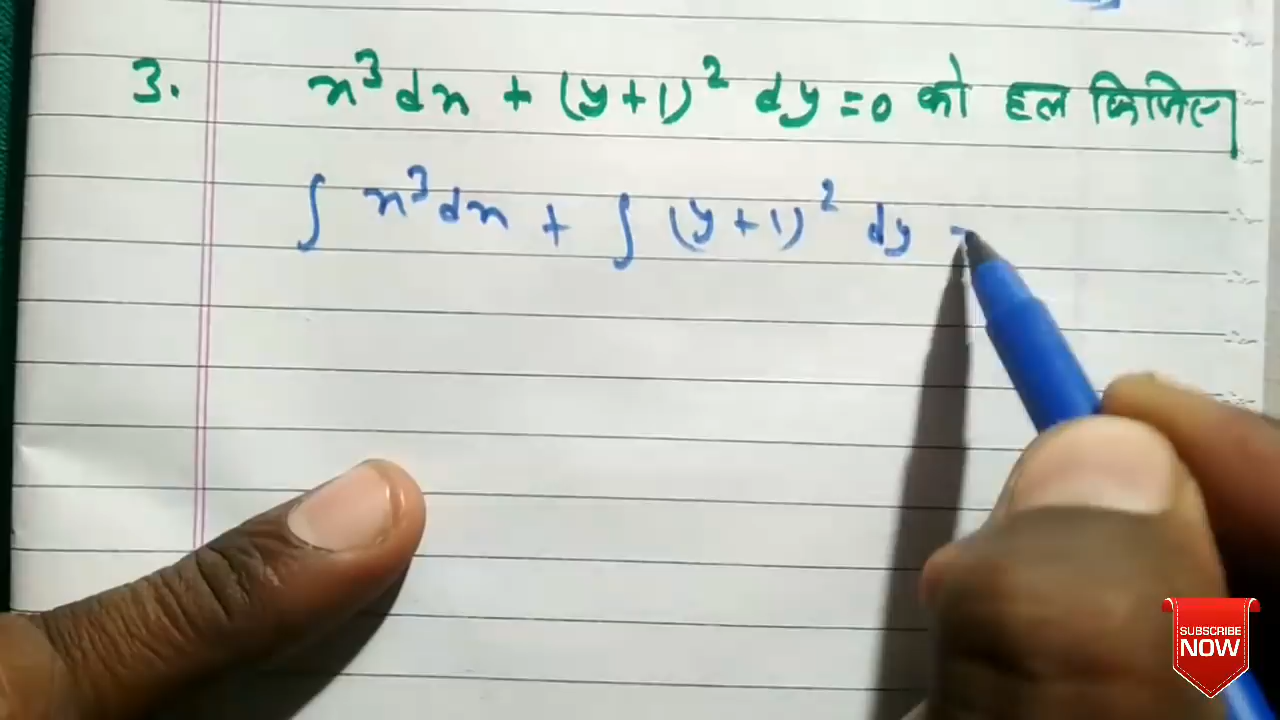 3. x³ dx + (y+1)² dy = 0 को हल किजिए
∫ x³ dx + ∫ (y+1)² dy =
SUBSCRIBE
NOW